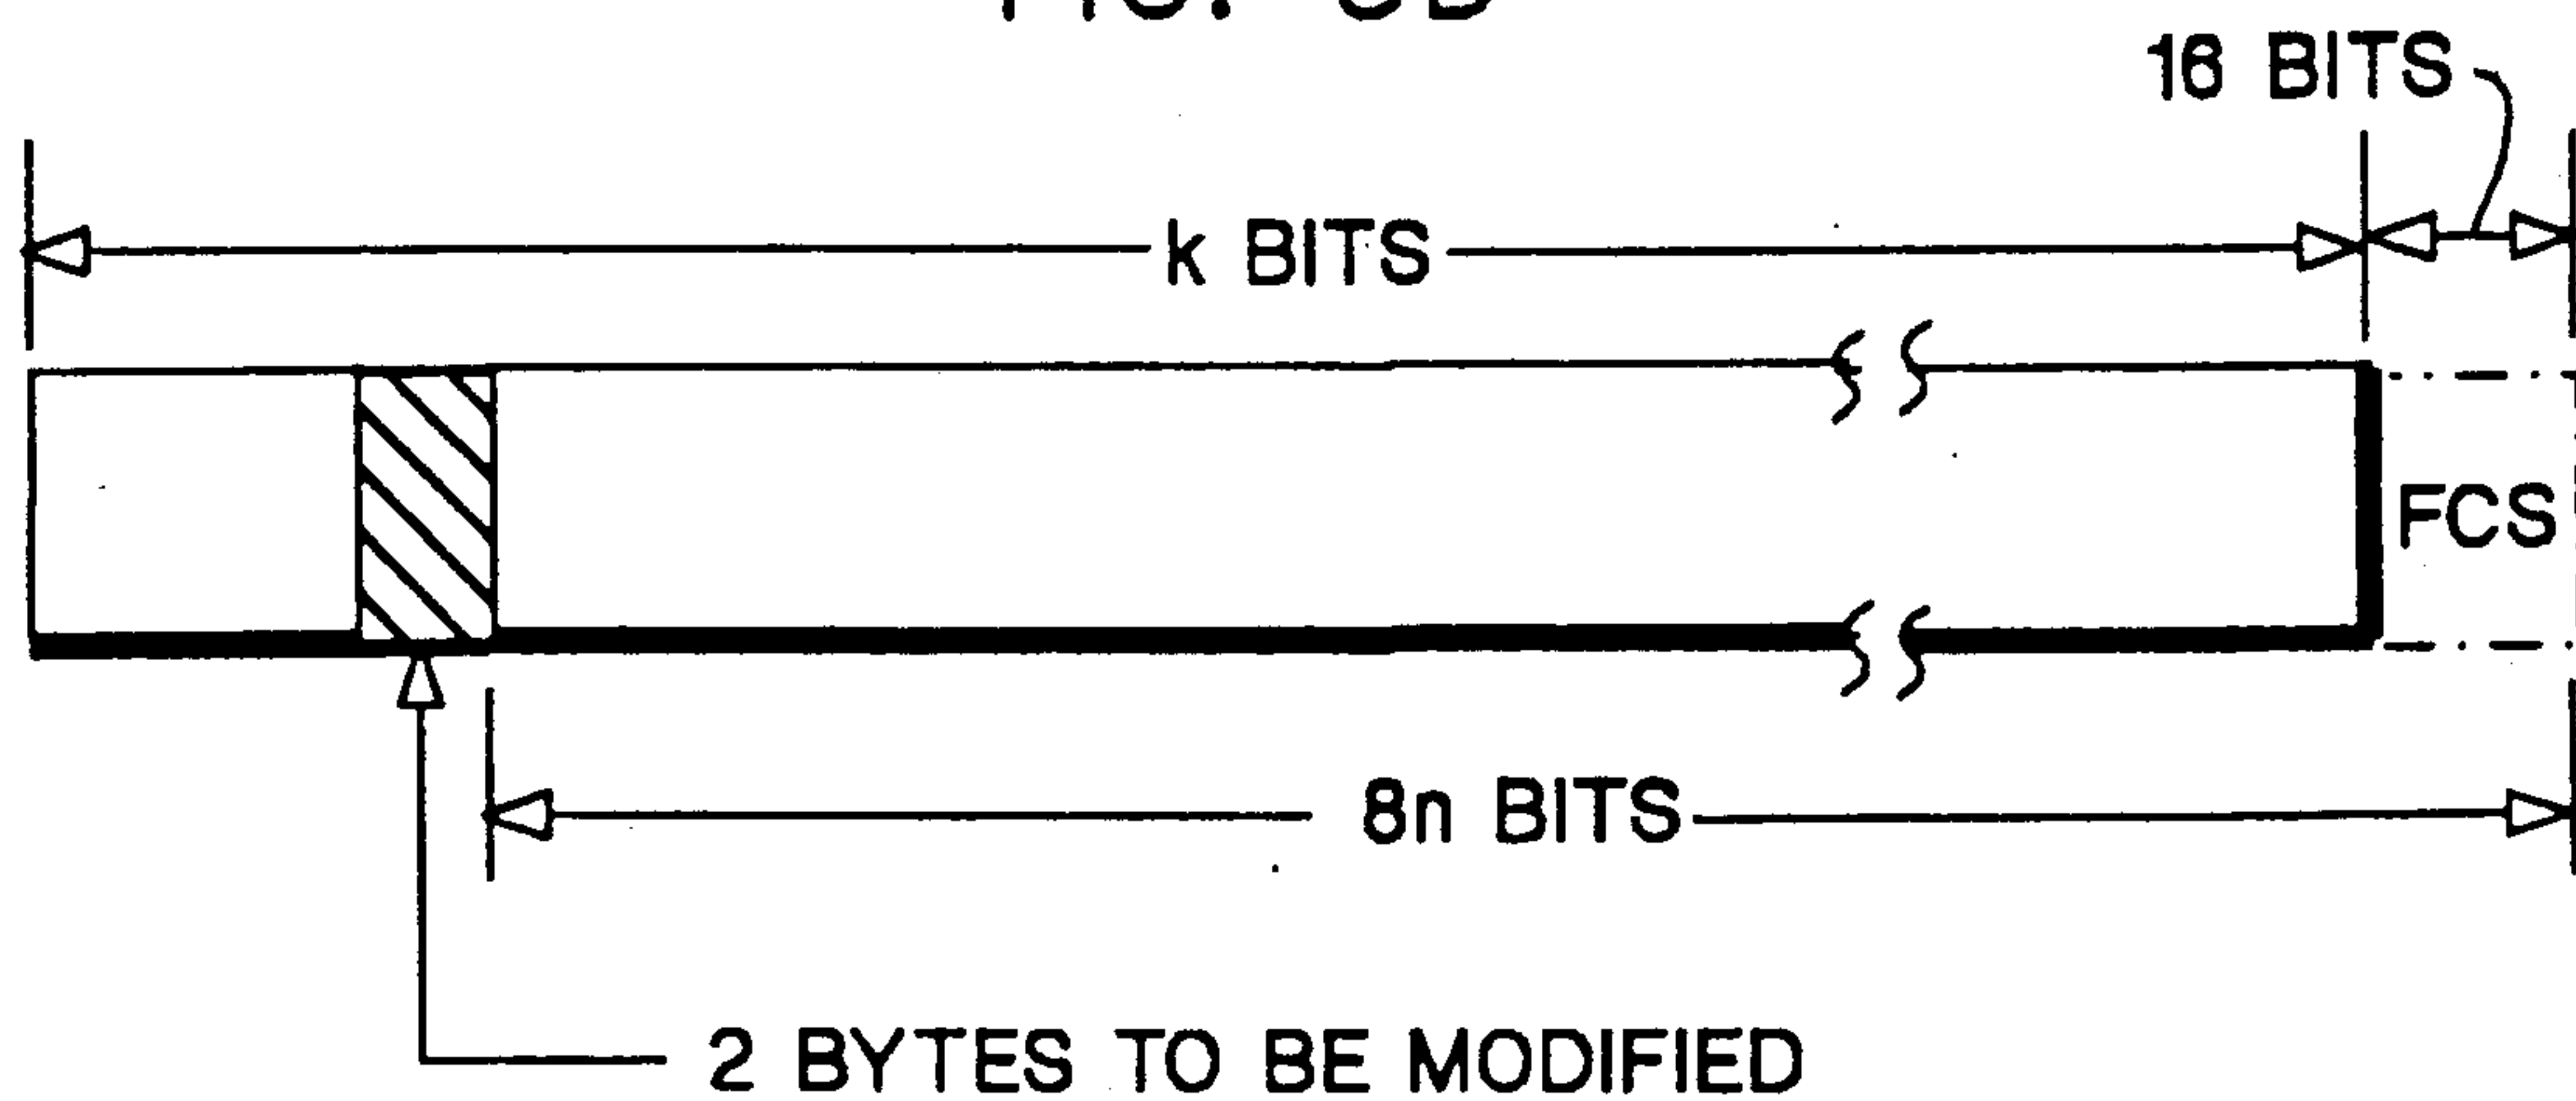 16 BITS
k BITS
FCS
8n BITS
2 BYTES TO BE MODIFIED